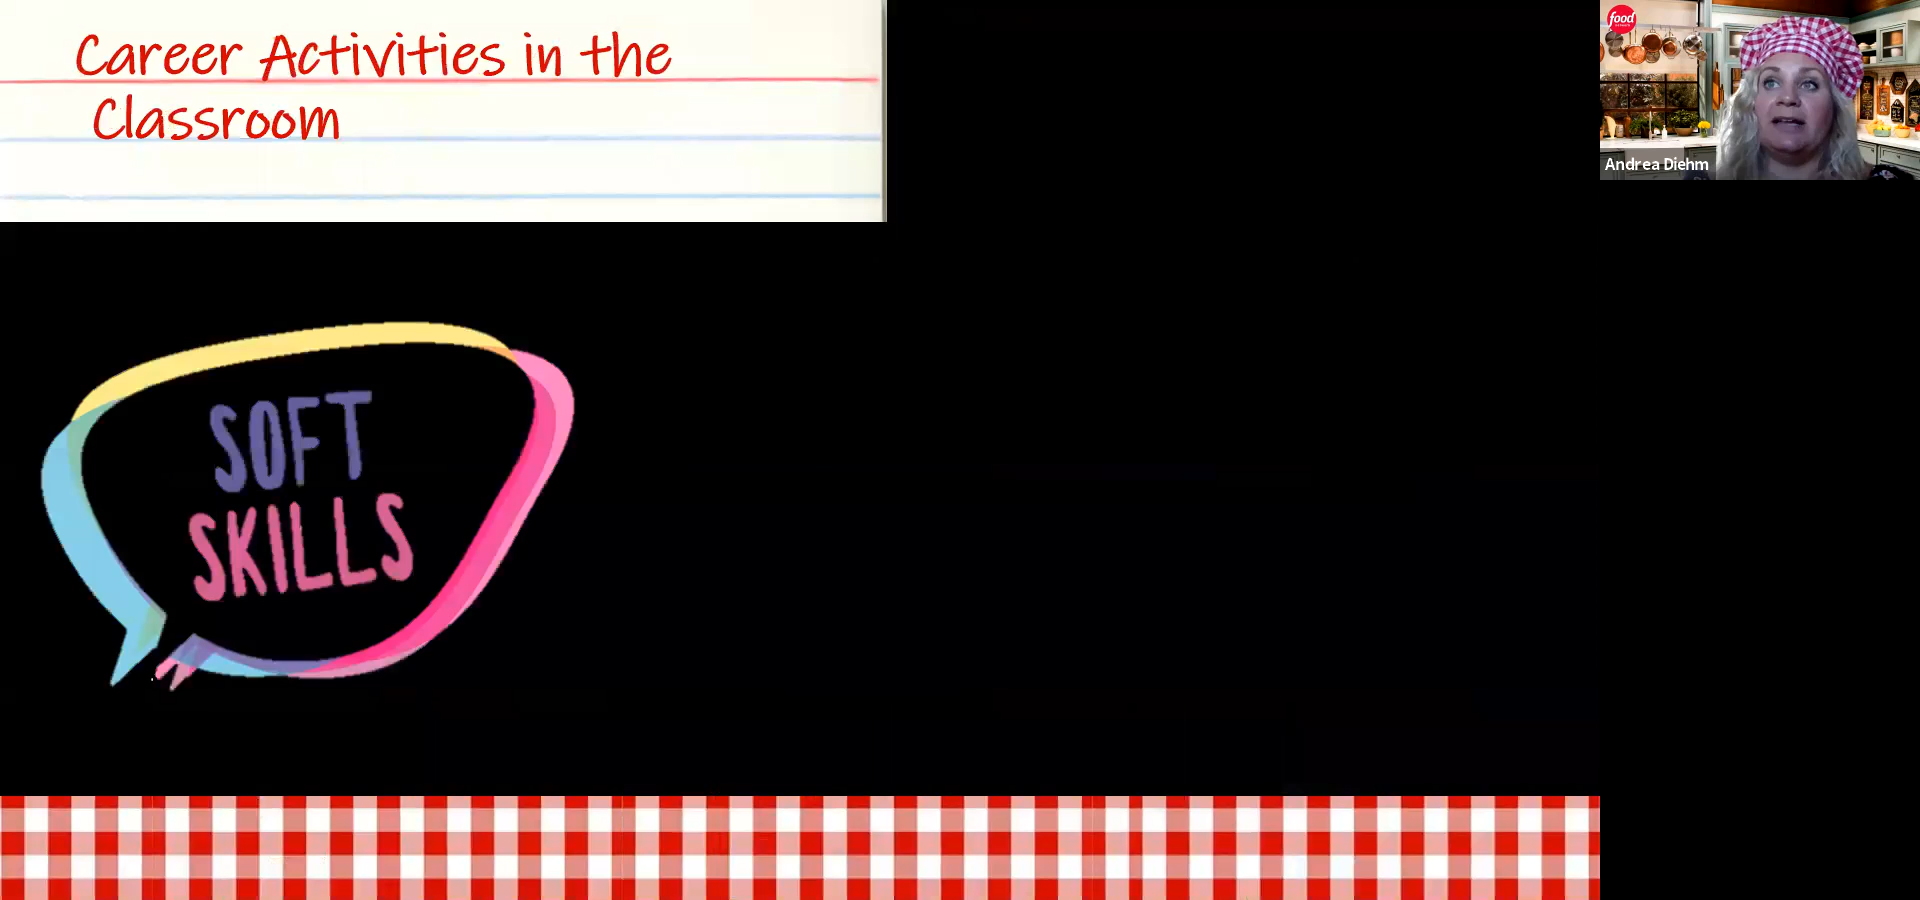 Career Activities in the
Classroom
food
Andrea Diehm
SOFT
SKILLS